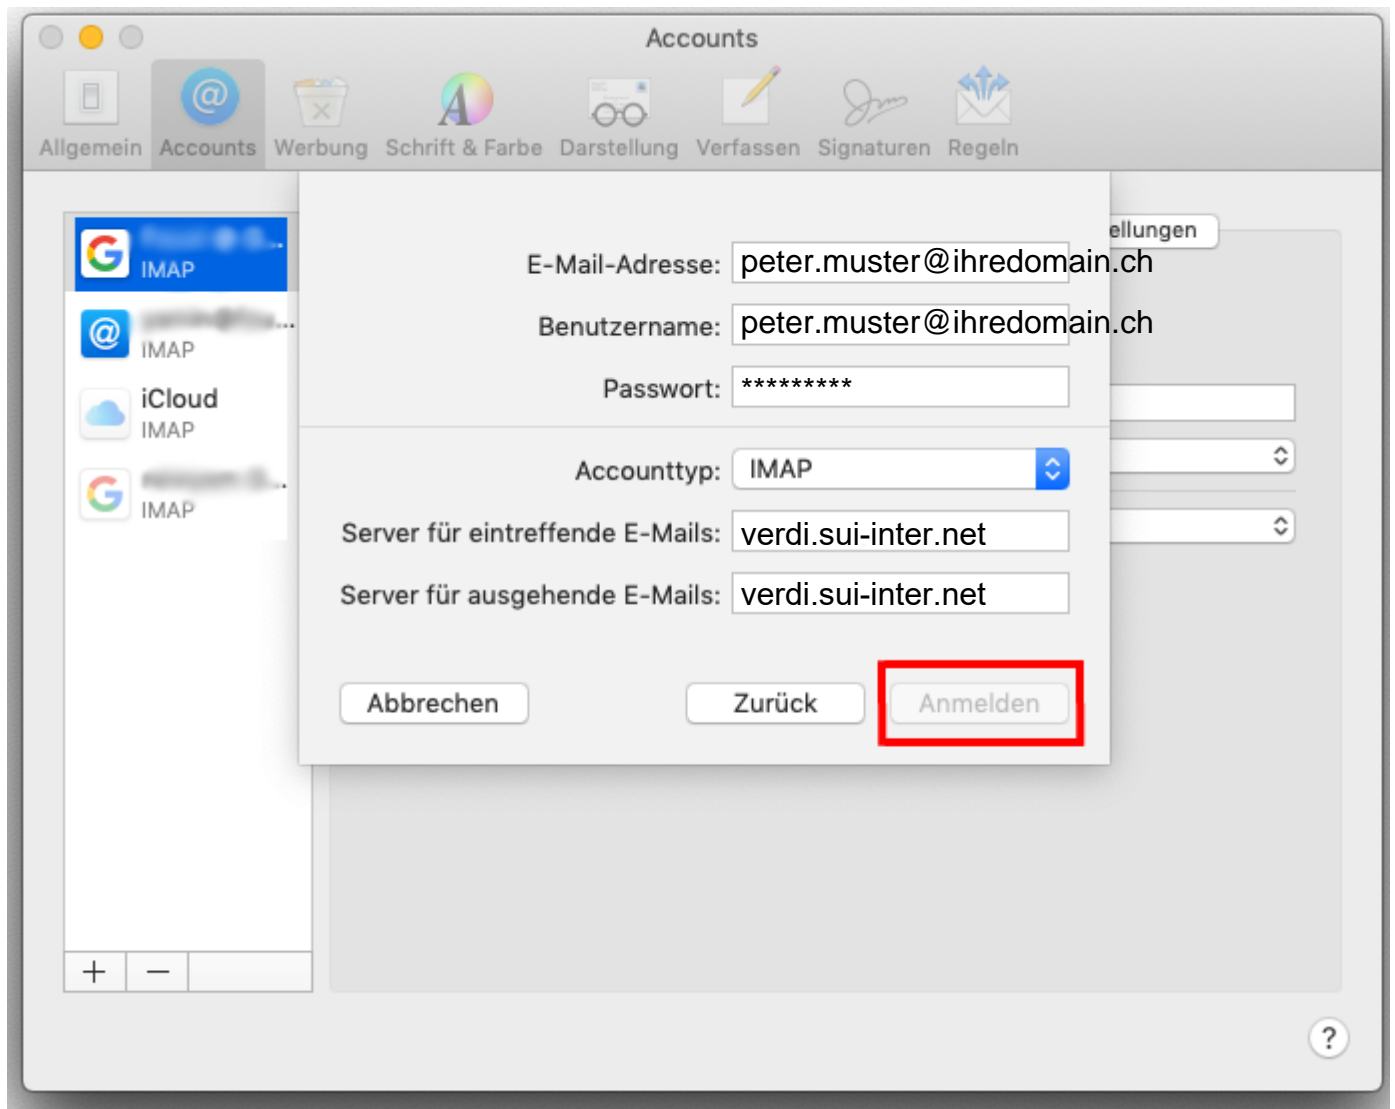 Accounts
Allgemein Accounts Werbung Schrift & Farbe Darstellung Verfassen Signaturen Regeln
ellungen
IMAP
IMAP
iCloud
IMAP
IMAP
E-Mail-Adresse: peter.muster@ihredomain.ch
Benutzername: peter.muster@ihredomain.ch
Passwort: *********
Accounttyp: IMAP
Server für eintreffende E-Mails: verdi.sui-inter.net
Server für ausgehende E-Mails: verdi.sui-inter.net
Abbrechen Zurück Anmelden
+ −
?